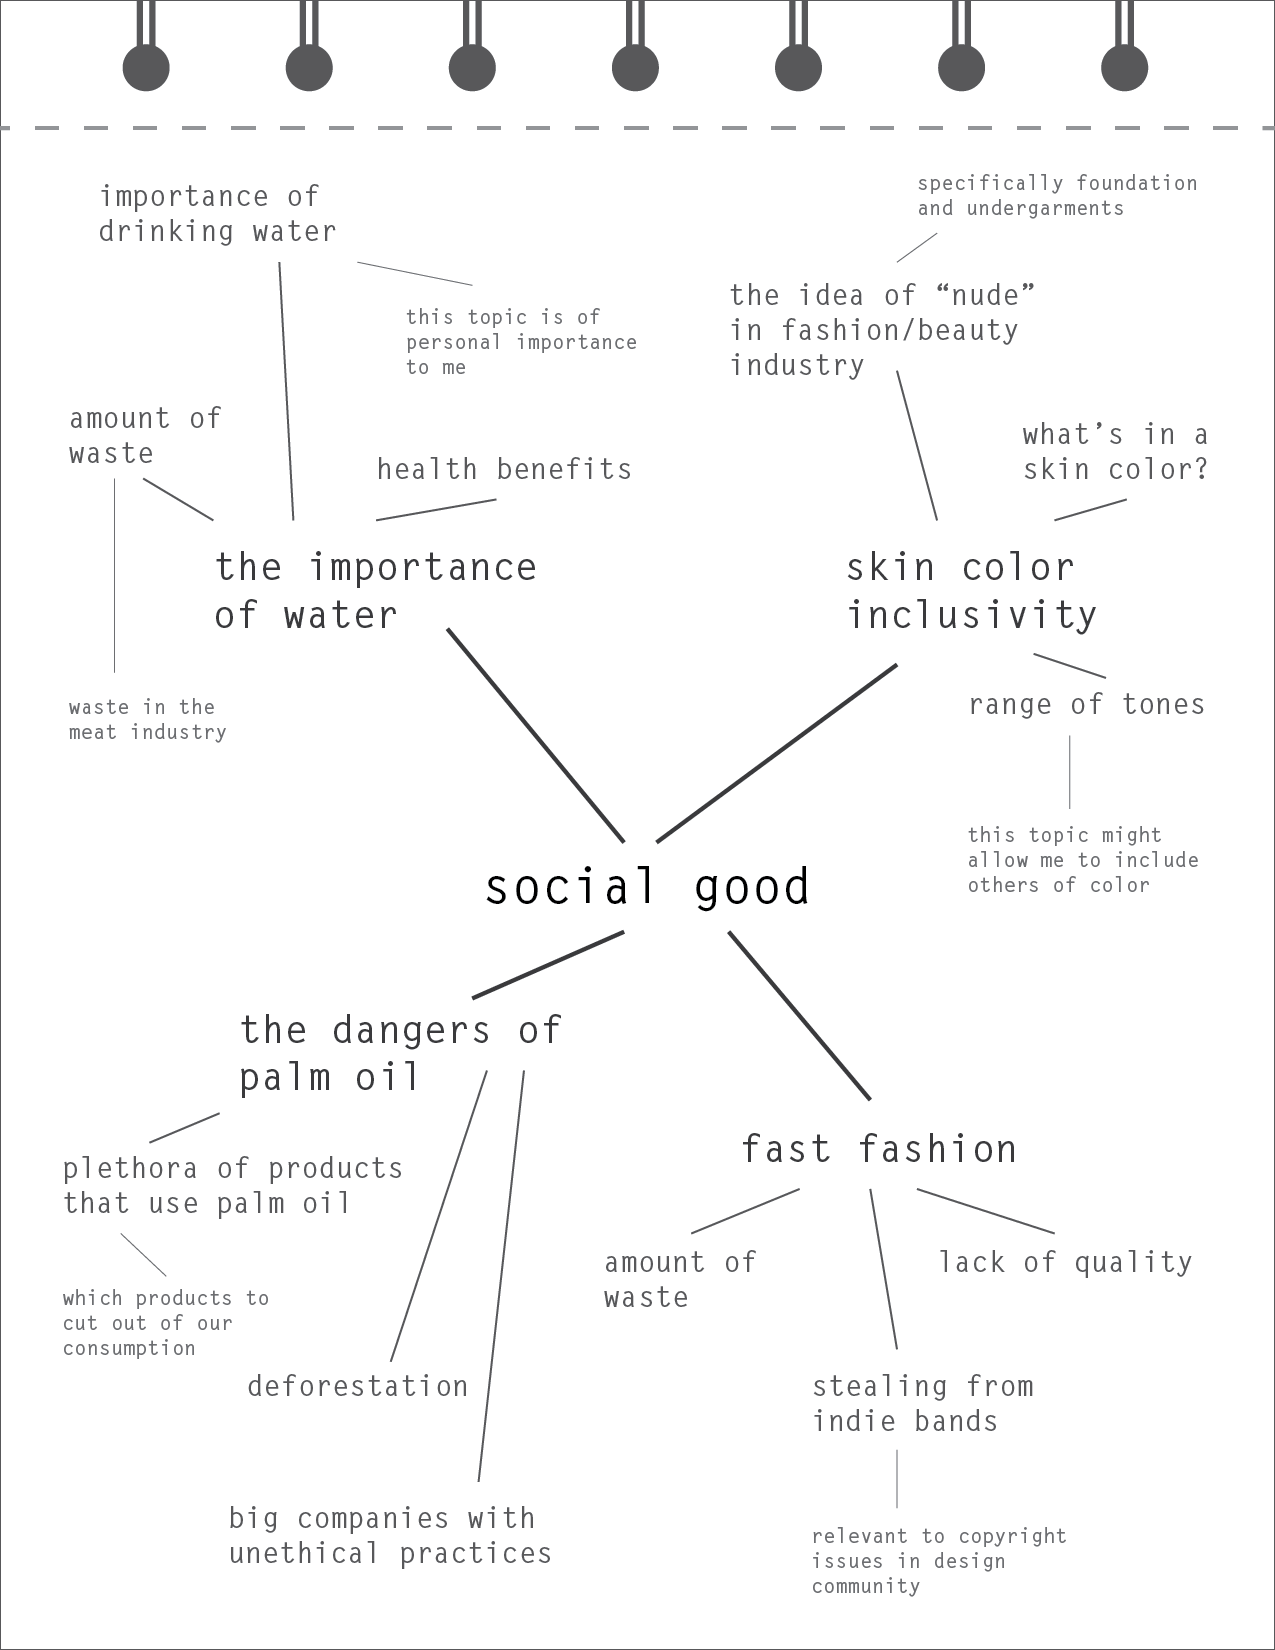 importance of
drinking water
this topic is of
personal importance
to me
amount of
waste
health benefits
the importance
of water
waste in the
meat industry
specifically foundation
and undergarments
the idea of “nude”
in fashion/beauty
industry
what’s in a
skin color?
skin color
inclusivity
range of tones
this topic might
allow me to include
others of color
social good
the dangers of
palm oil
plethora of products
that use palm oil
which products to
cut out of our
consumption
deforestation
big companies with
unethical practices
fast fashion
amount of
waste
lack of quality
stealing from
indie bands
relevant to copyright
issues in design
community